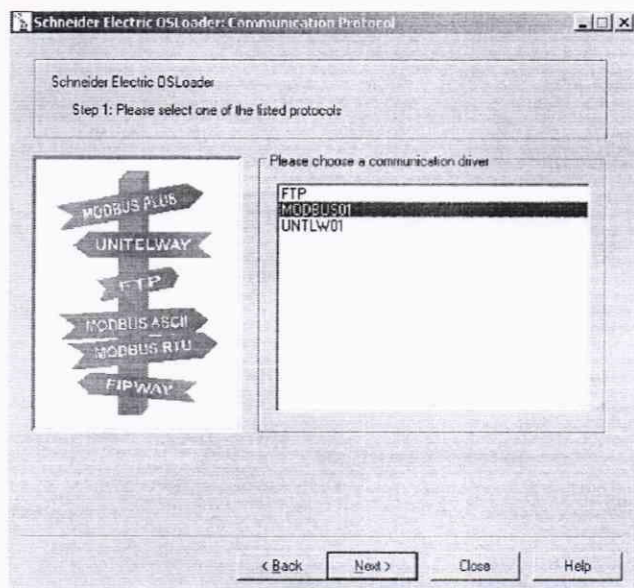 Schneider Electric OSLoader: Communication Protocol
Schneider Electric OSLoader
Step 1: Please select one of the listed protocols
MODBUS PLUS
UNITELWAY
FTP
MODBUS ASCII
MODBUS RTU
FIPWAY
Please choose a communication driver
FTP
MODBUS01
UNTLW01
< Back
Next >
Close
Help